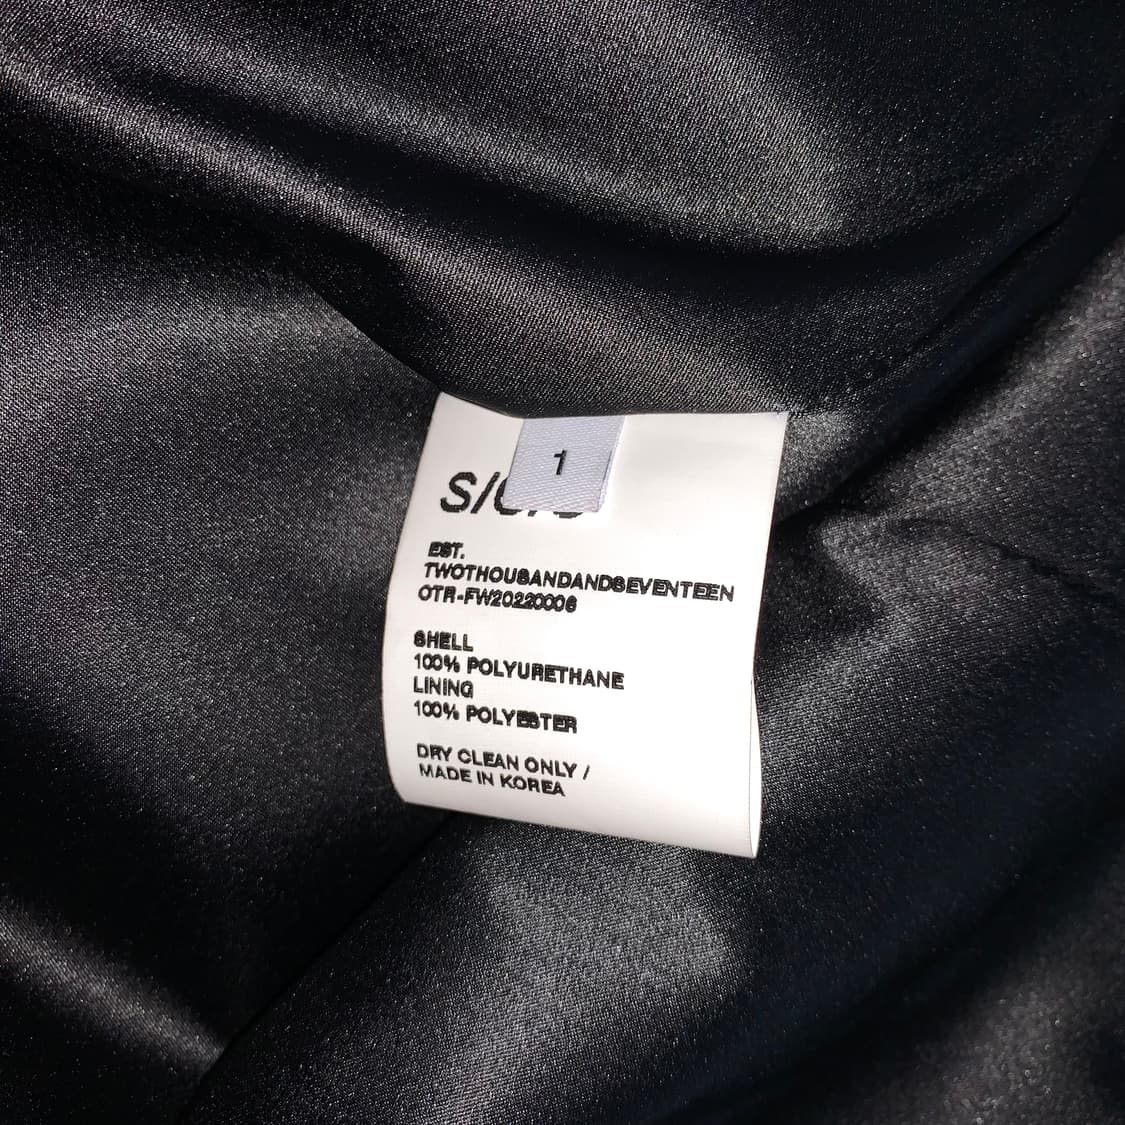 1
S/
EST.
TWOTHOUSANDANDSEVENTEEN
OTR-FW20220006
SHELL
100% POLYURETHANE
LINING
100% POLYESTER
DRY CLEAN ONLY /
MADE IN KOREA